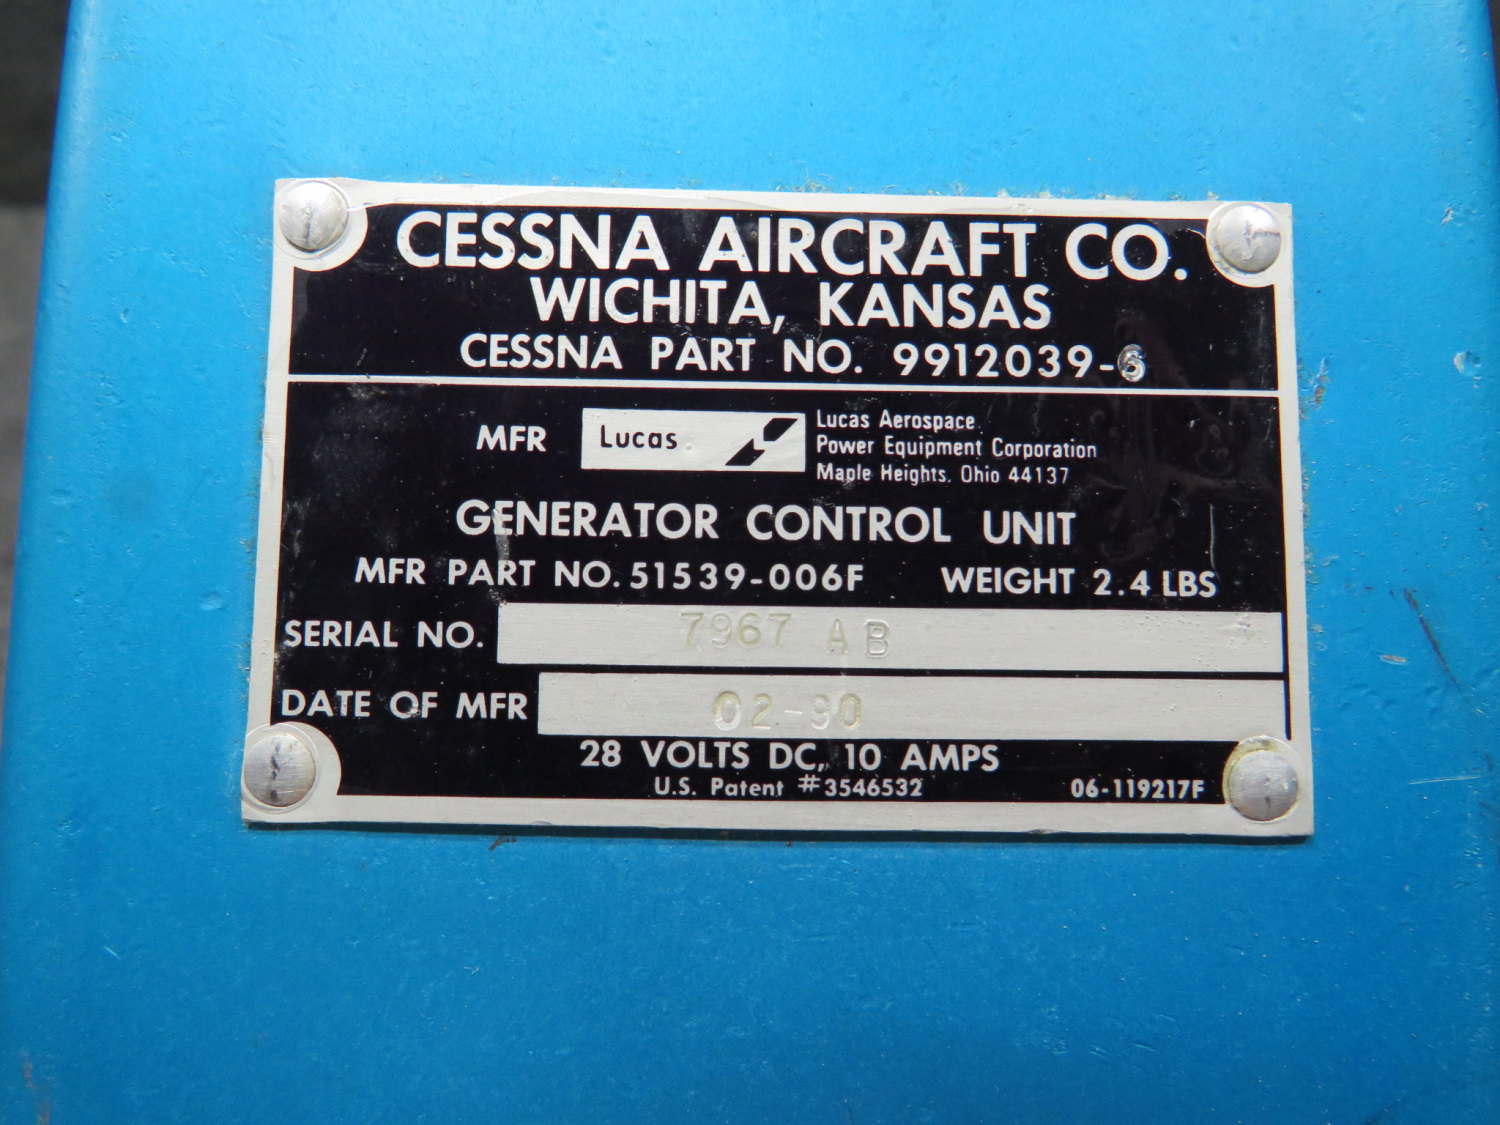 CESSNA AIRCRAFT CO.
WICHITA, KANSAS
CESSNA PART NO. 9912039-6
MFR Lucas Lucas Aerospace
Power Equipment Corporation
Maple Heights. Ohio 44137
GENERATOR CONTROL UNIT
MFR PART NO. 51539-006F WEIGHT 2.4 LBS
SERIAL NO. 7967 AB
DATE OF MFR 02-90
28 VOLTS DC, 10 AMPS
U.S. Patent #3546532 06-119217F